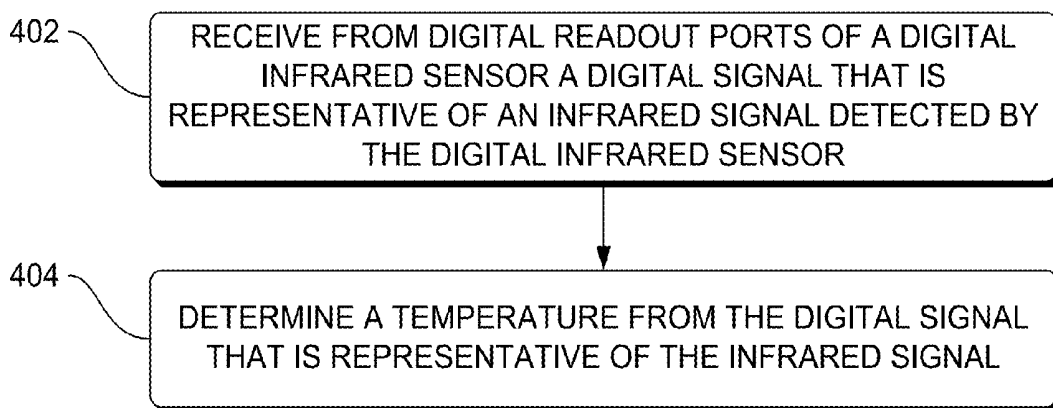 402
RECEIVE FROM DIGITAL READOUT PORTS OF A DIGITAL
INFRARED SENSOR A DIGITAL SIGNAL THAT IS
REPRESENTATIVE OF AN INFRARED SIGNAL DETECTED BY
THE DIGITAL INFRARED SENSOR
404
DETERMINE A TEMPERATURE FROM THE DIGITAL SIGNAL
THAT IS REPRESENTATIVE OF THE INFRARED SIGNAL